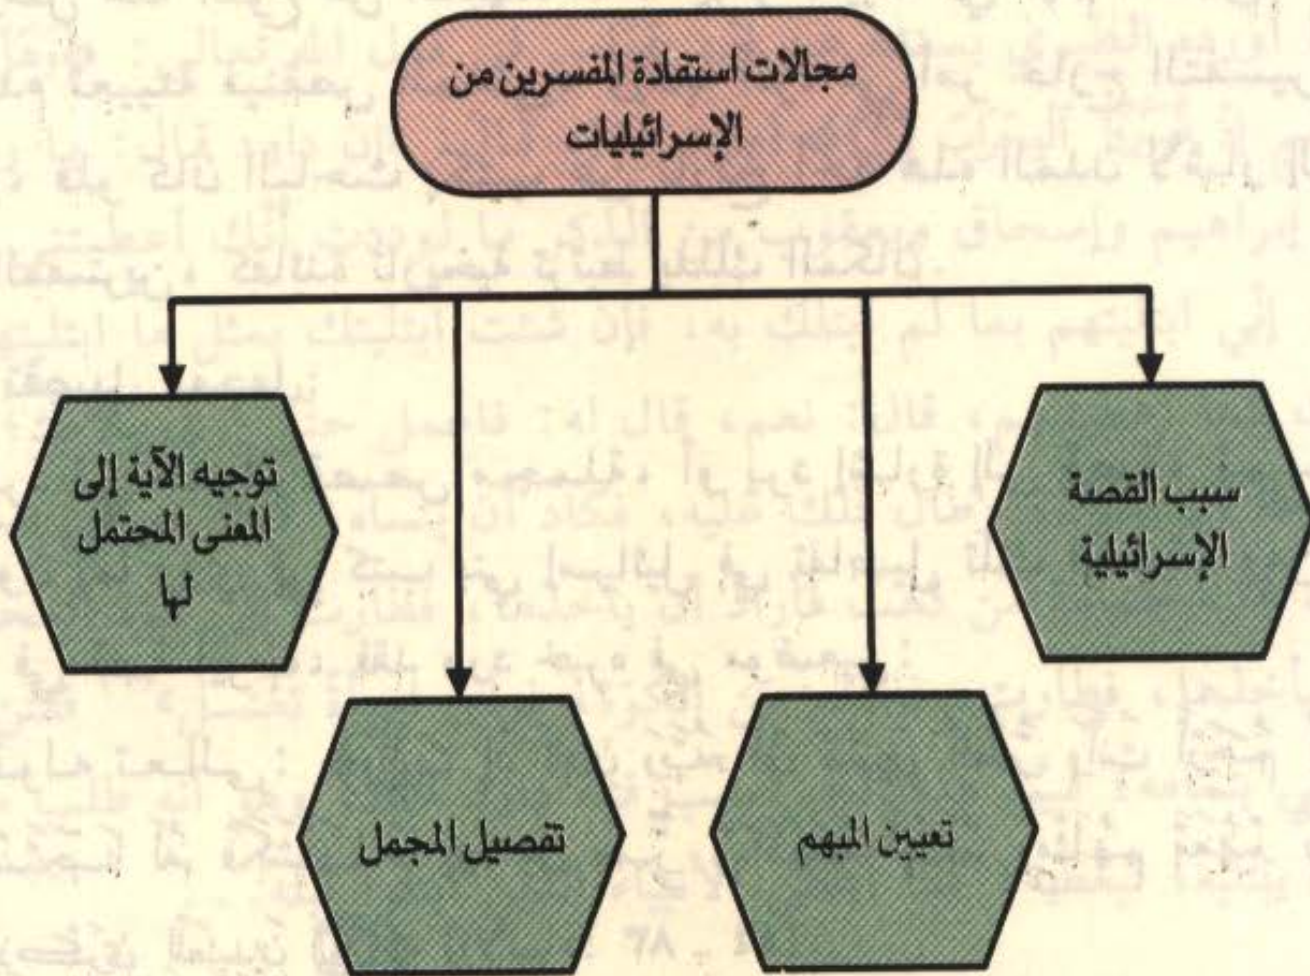 مجالات استفادة المفسرين من
الإسرائيليات
سبب القصة
الإسرائيلية
تعيين المبهم
تفصيل المجمل
توجيه الآية إلى
المعنى المحتمل
لها